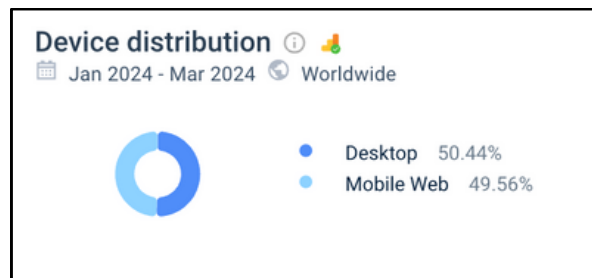 Device distribution
Jan 2024 - Mar 2024 Worldwide
Desktop 50.44%
Mobile Web 49.56%